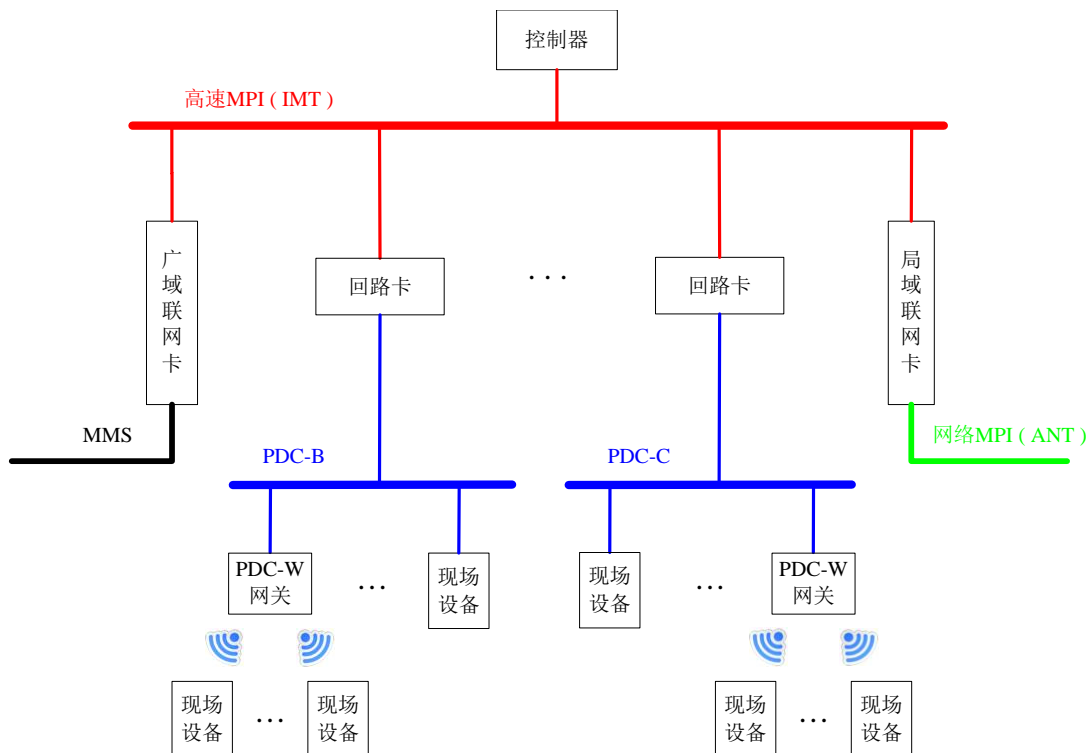 控制器
高速MPI ( IMT )
广
域
联
网
卡
回路卡
···
回路卡
局
域
联
网
卡
MMS
网络MPI ( ANT )
PDC-B
PDC-C
PDC-W
网关
···
现场
设备
现场
设备
···
PDC-W
网关
现场
设备
···
现场
设备
现场
设备
···
现场
设备